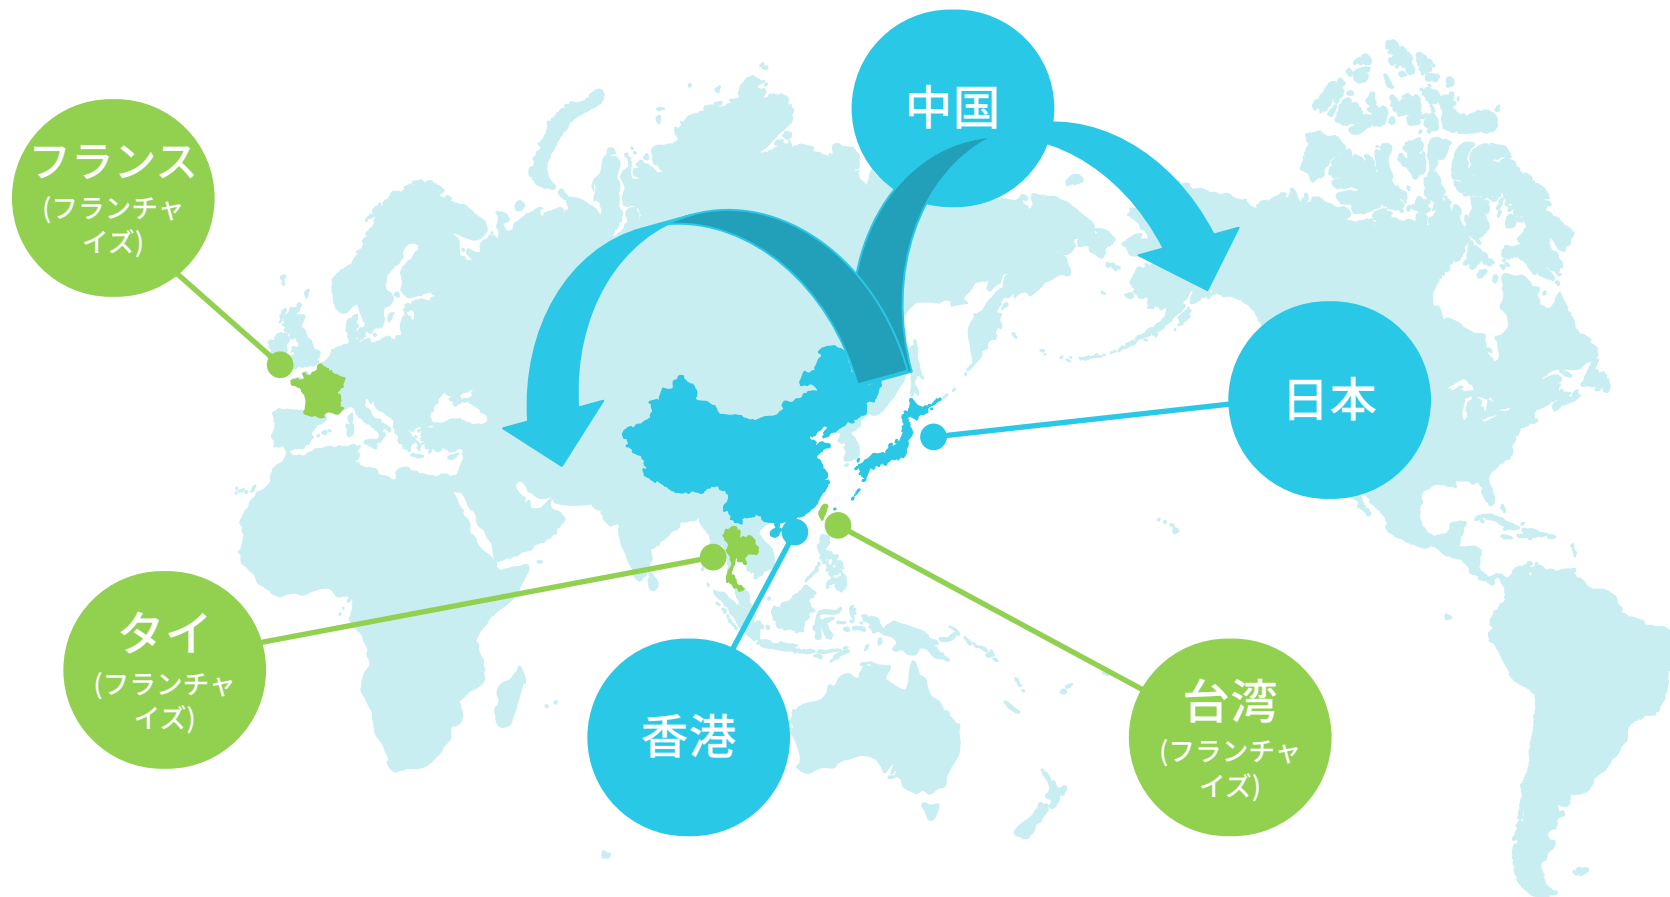 中国
フランス
(フランチャ
イズ)
日本
タイ
(フランチャ
イズ)
香港
台湾
(フランチャ
イズ)